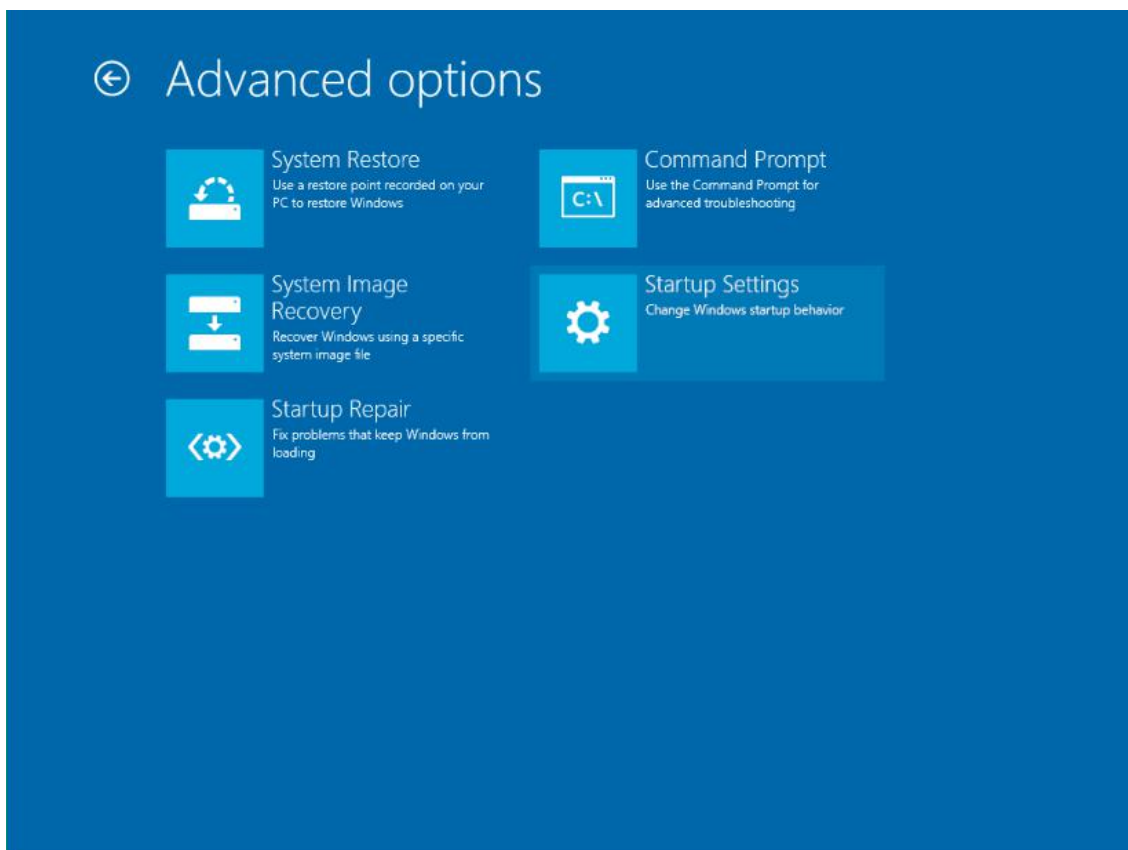 Advanced options
System Restore
Use a restore point recorded on your
PC to restore Windows
System Image
Recovery
Recover Windows using a specific
system image file
Startup Repair
Fix problems that keep Windows from
loading
C:\
Command Prompt
Use the Command Prompt for
advanced troubleshooting
Startup Settings
Change Windows startup behavior